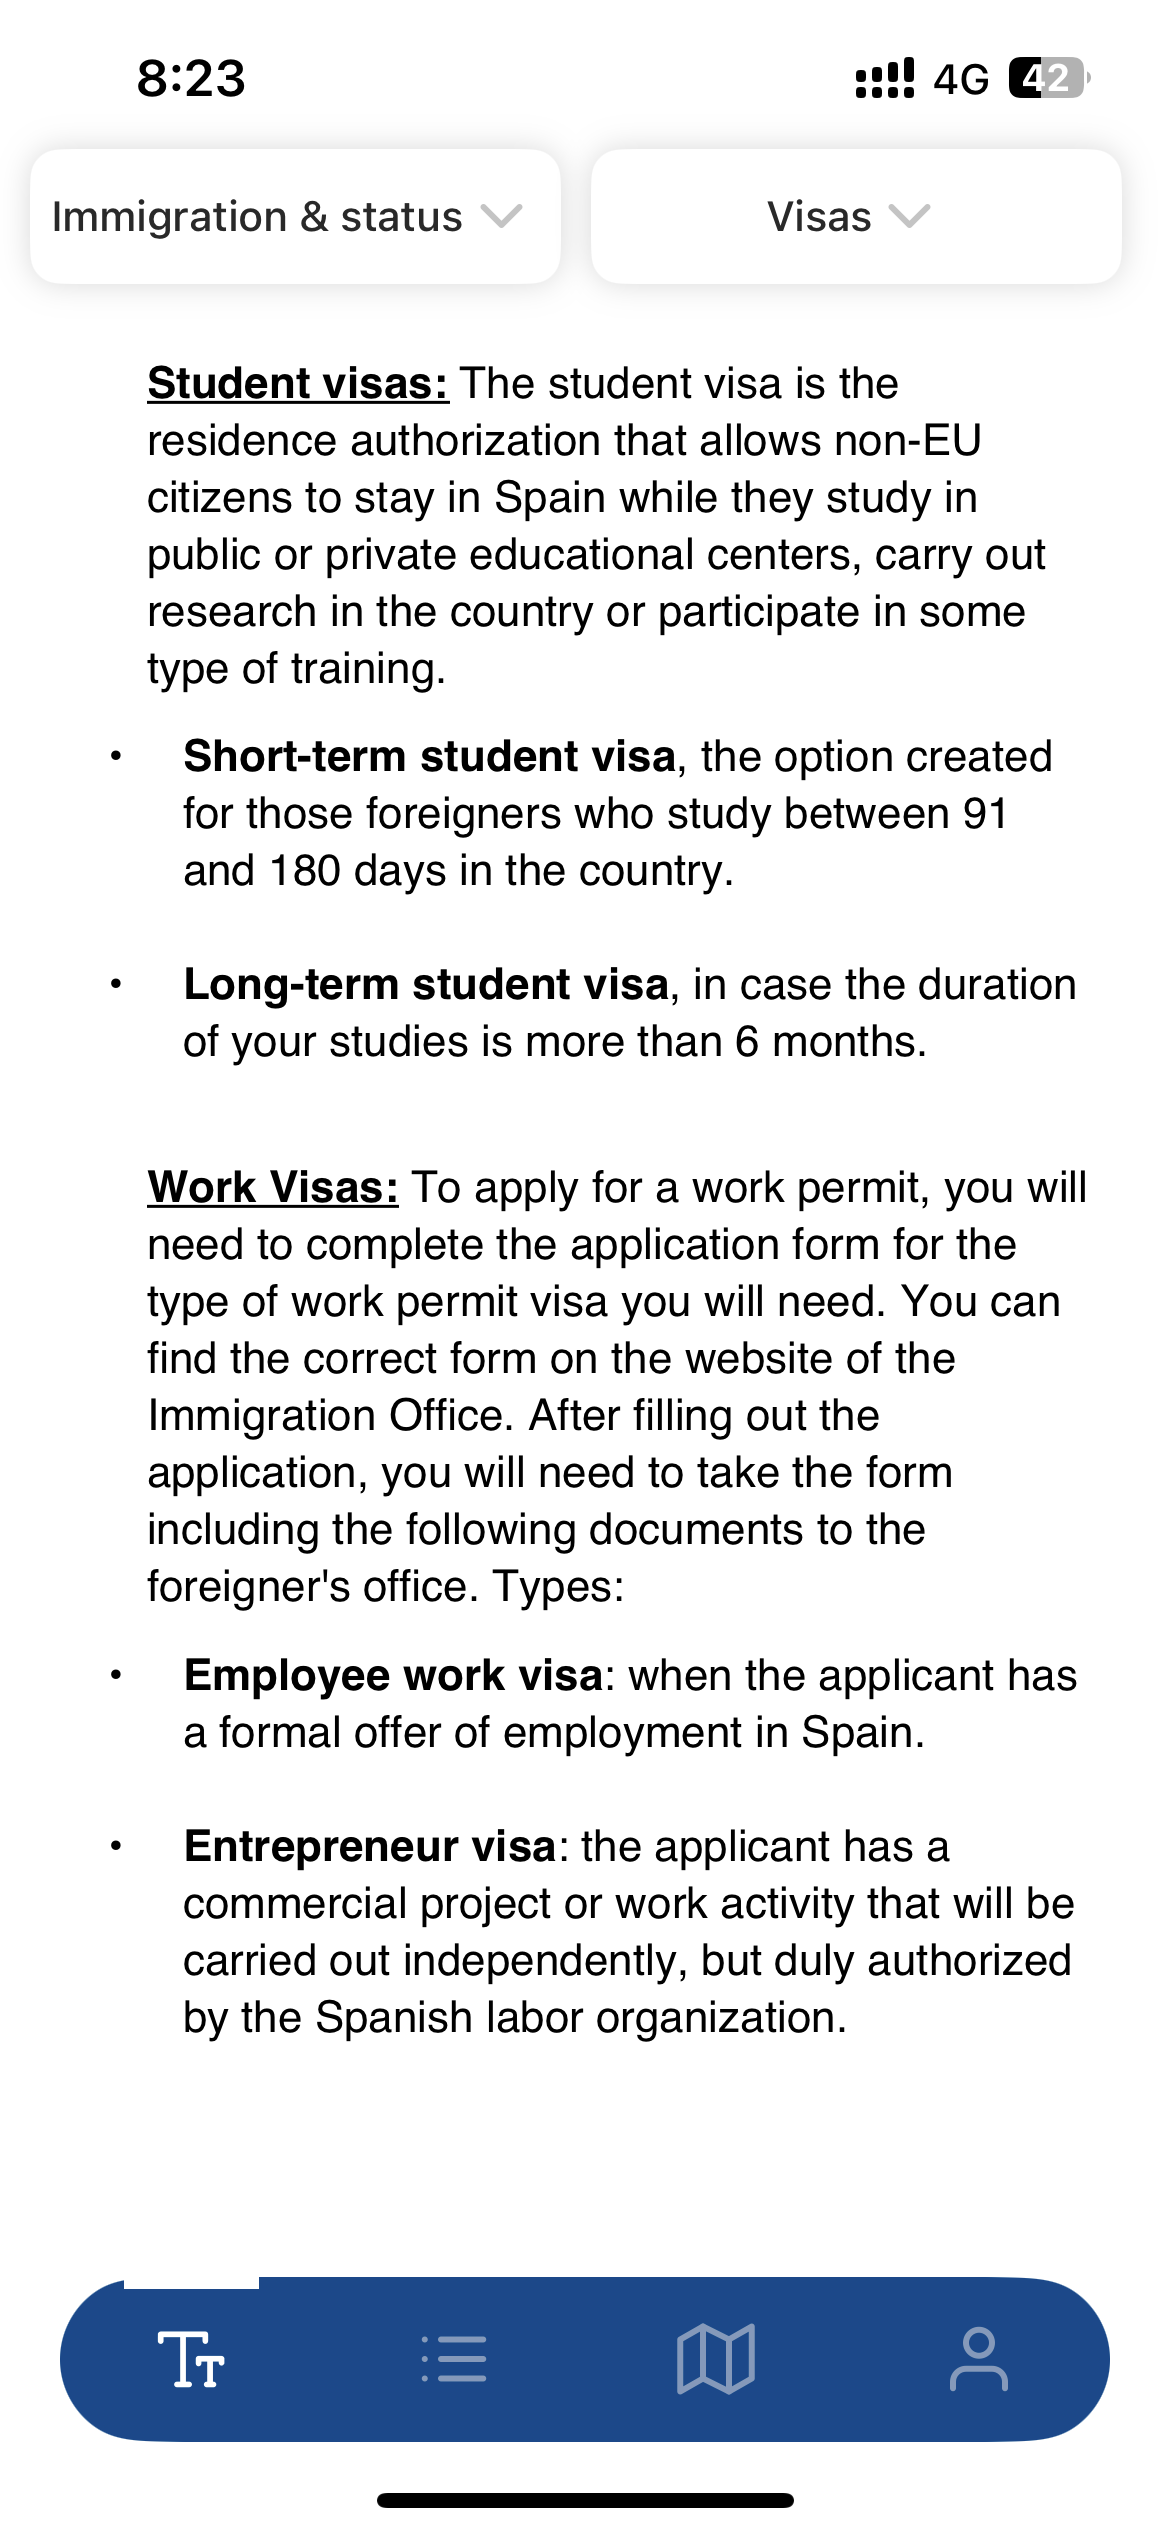 8:23
4G 42
Immigration & status
Visas
Student visas: The student visa is the
residence authorization that allows non-EU
citizens to stay in Spain while they study in
public or private educational centers, carry out
research in the country or participate in some
type of training.
• Short-term student visa, the option created
for those foreigners who study between 91
and 180 days in the country.
• Long-term student visa, in case the duration
of your studies is more than 6 months.
Work Visas: To apply for a work permit, you will
need to complete the application form for the
type of work permit visa you will need. You can
find the correct form on the website of the
Immigration Office. After filling out the
application, you will need to take the form
including the following documents to the
foreigner's office. Types:
• Employee work visa: when the applicant has
a formal offer of employment in Spain.
• Entrepreneur visa: the applicant has a
commercial project or work activity that will be
carried out independently, but duly authorized
by the Spanish labor organization.